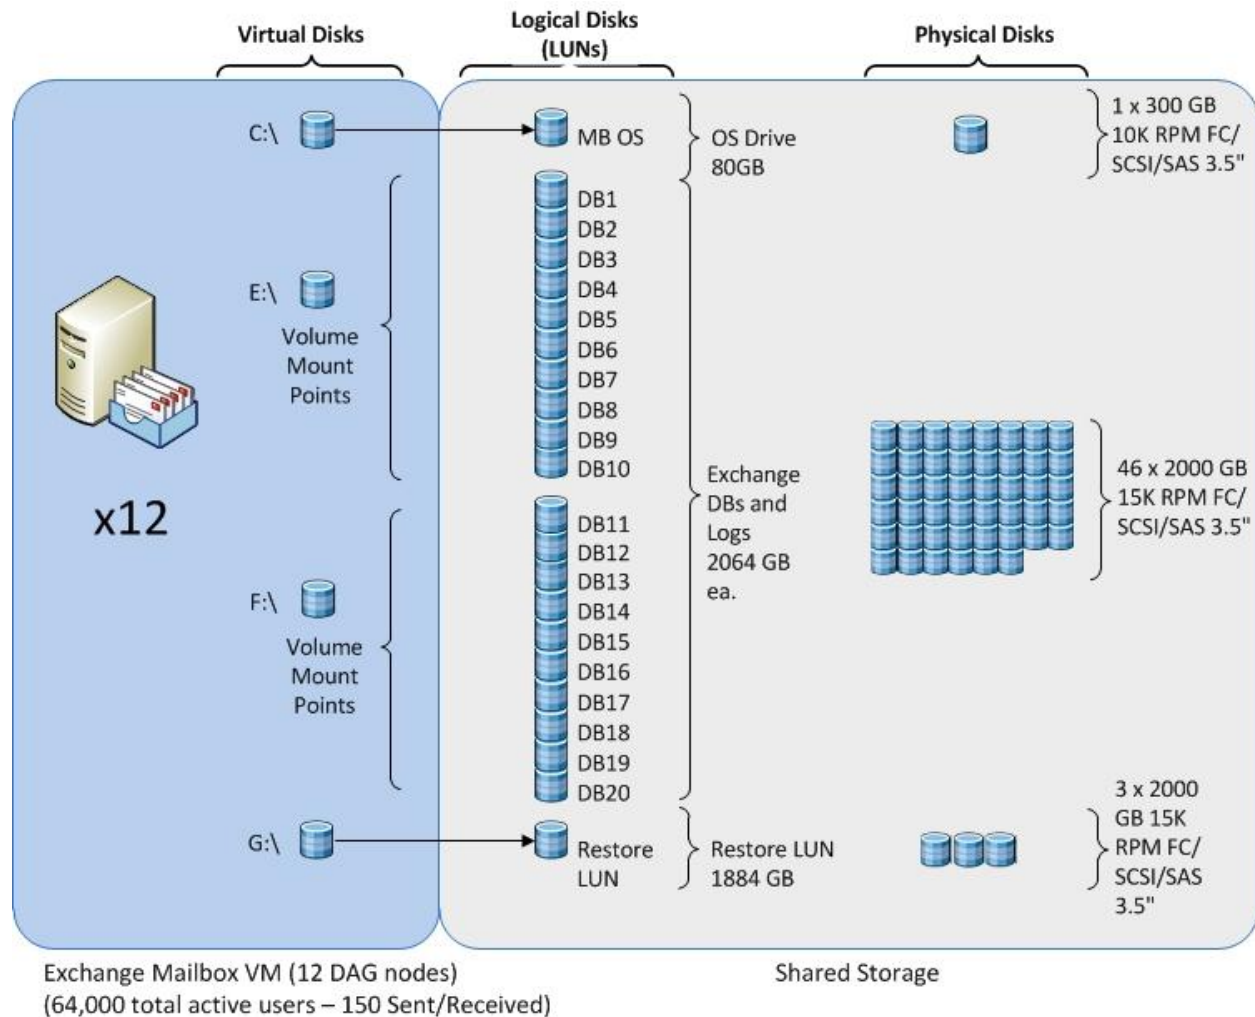 Virtual Disks
Logical Disks
(LUNs)
Physical Disks
C:\
MB OS
OS Drive
80GB
1 x 300 GB
10K RPM FC/
SCSI/SAS 3.5"
E:\
Volume
Mount
Points
DB1
DB2
DB3
DB4
DB5
DB6
DB7
DB8
DB9
DB10
x12
F:\
Volume
Mount
Points
DB11
DB12
DB13
DB14
DB15
DB16
DB17
DB18
DB19
DB20
Exchange
DBs and
Logs
2064 GB
ea.
46 x 2000 GB
15K RPM FC/
SCSI/SAS 3.5"
G:\
Restore
LUN
Restore LUN
1884 GB
3 x 2000
GB 15K
RPM FC/
SCSI/SAS
3.5"
Exchange Mailbox VM (12 DAG nodes)
(64,000 total active users – 150 Sent/Received)
Shared Storage